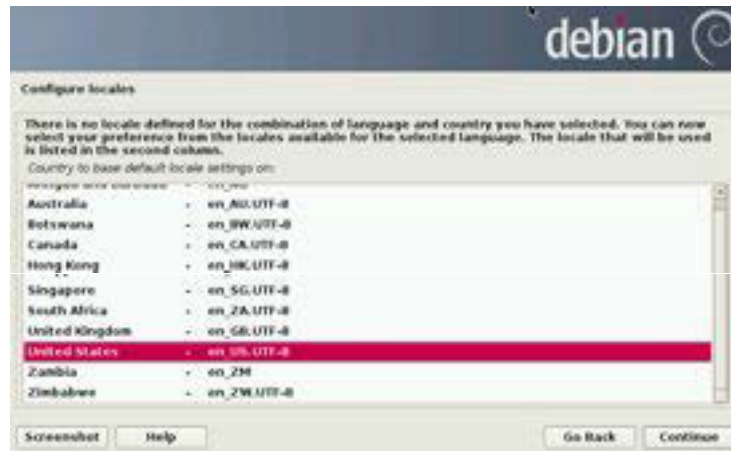 debian
Configure locales
There is no locale defined for the combination of language and country you have selected. You can now
select your preference from the locales available for the selected language. The locale that will be used
is listed in the second column.
Country to base default locale settings on:
Australia - en_AU.UTF-8
Botswana - en_BW.UTF-8
Canada - en_CA.UTF-8
Hong Kong - en_HK.UTF-8
Singapore - en_SG.UTF-8
South Africa - en_ZA.UTF-8
United Kingdom - en_GB.UTF-8
United States - en_US.UTF-8
Zambia - en_ZM
Zimbabwe - en_ZW.UTF-8
Screenshot Help Go Back Continue